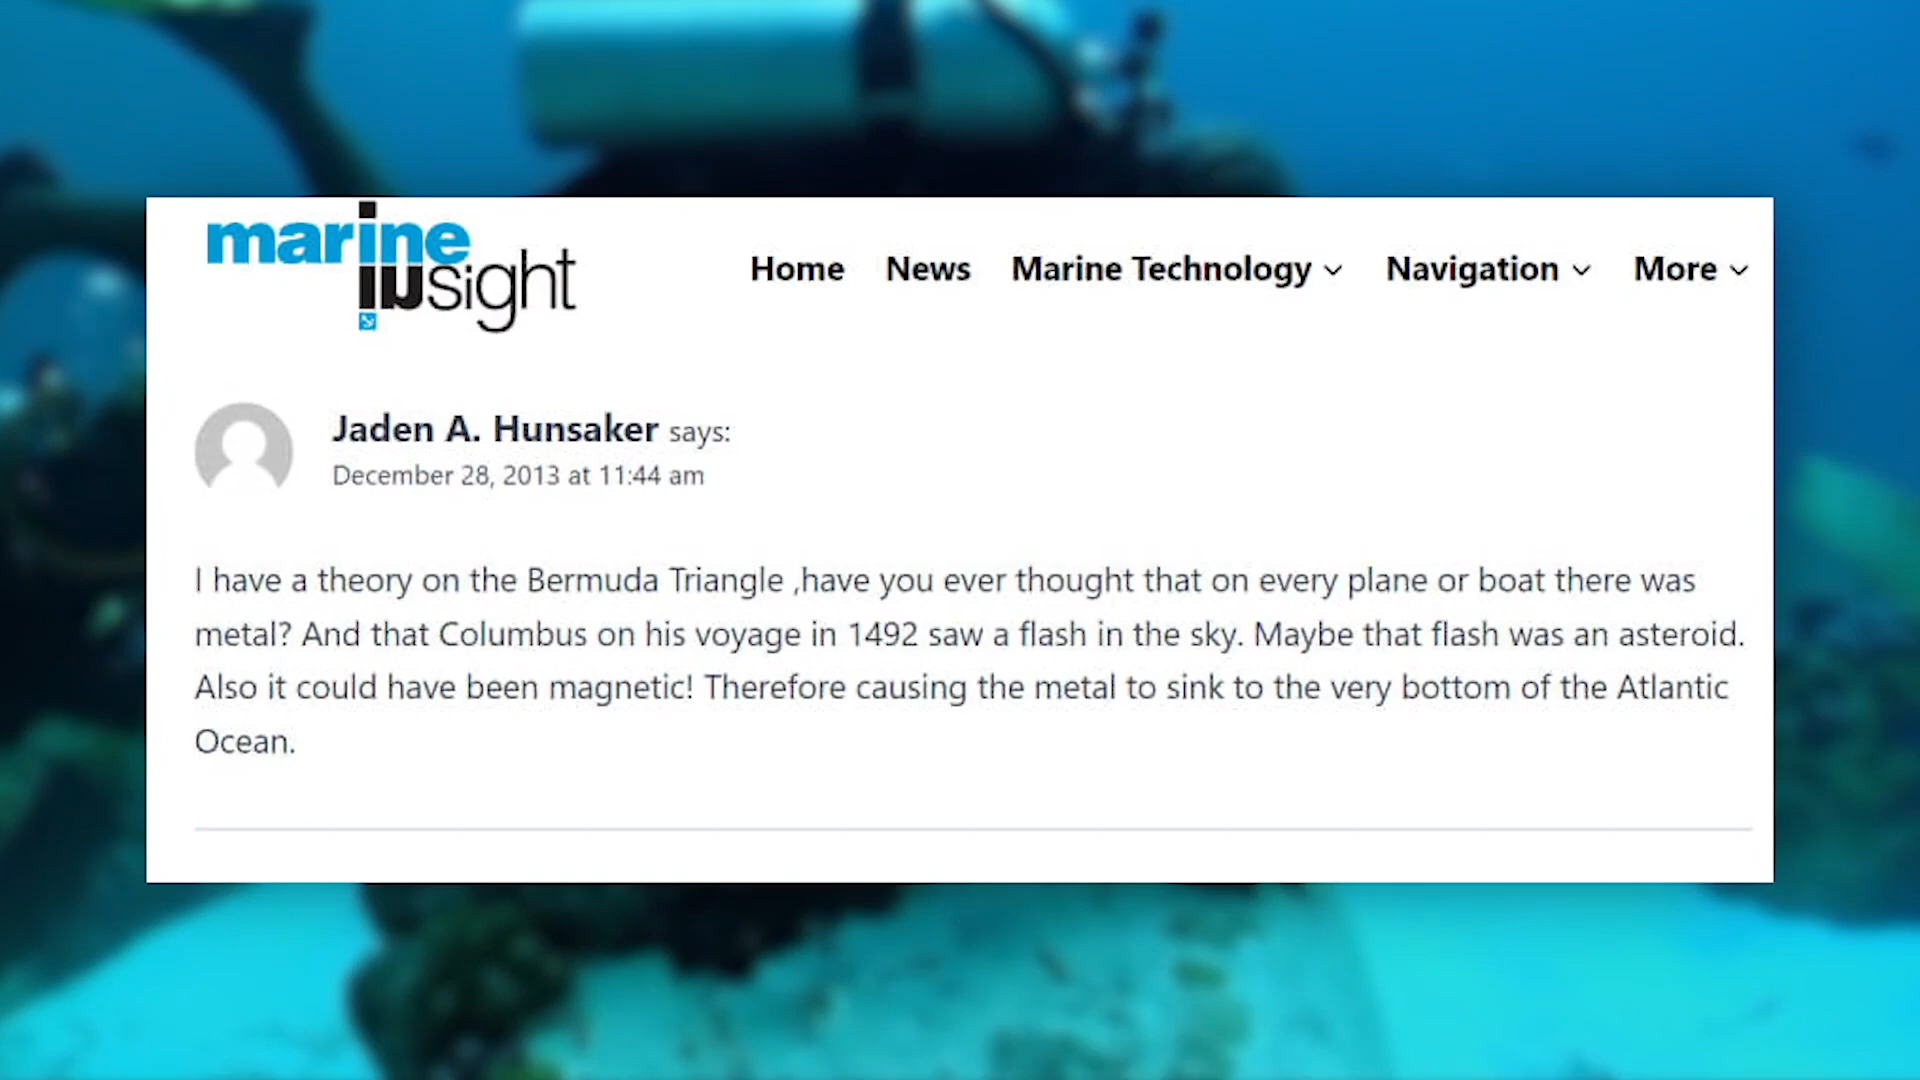 marine
insight
Home News Marine Technology Navigation More
Jaden A. Hunsaker says:
December 28, 2013 at 11:44 am
I have a theory on the Bermuda Triangle ,have you ever thought that on every plane or boat there was
metal? And that Columbus on his voyage in 1492 saw a flash in the sky. Maybe that flash was an asteroid.
Also it could have been magnetic! Therefore causing the metal to sink to the very bottom of the Atlantic
Ocean.